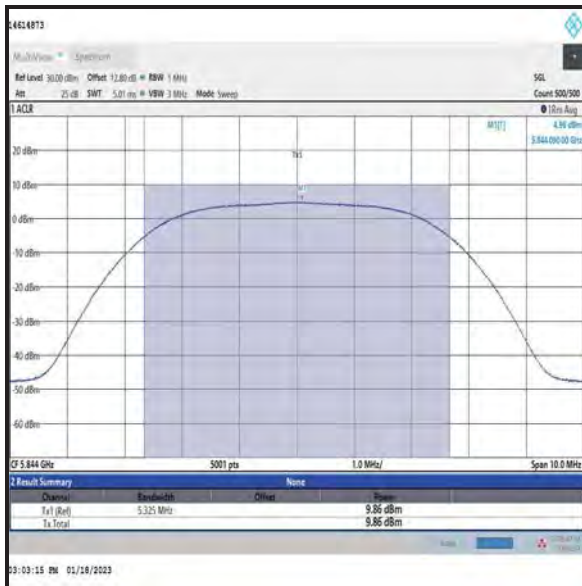 14614873
MultiView Spectrum
Ref Level 30.00 dBm Offset 12.80 dB RBW 1 MHz SGL
Att 25 dB SWT 5.01 ms VBW 3 MHz Mode Sweep Count 500/500
1 ACLR 1Rm Avg
M1[1] 4.86 dBm
5.844 000 00 GHz
20 dBm
Tx1
10 dBm
M1
0 dBm
-10 dBm
-20 dBm
-30 dBm
-40 dBm
-50 dBm
-60 dBm
CF 5.844 GHz 5001 pts 1.0 MHz/ Span 10.0 MHz
2 Result Summary None
Channel Bandwidth Offset Power
Tx1 (Ref) 5.325 MHz 9.86 dBm
Tx Total 9.86 dBm
03:03:15 PM 01/18/2023